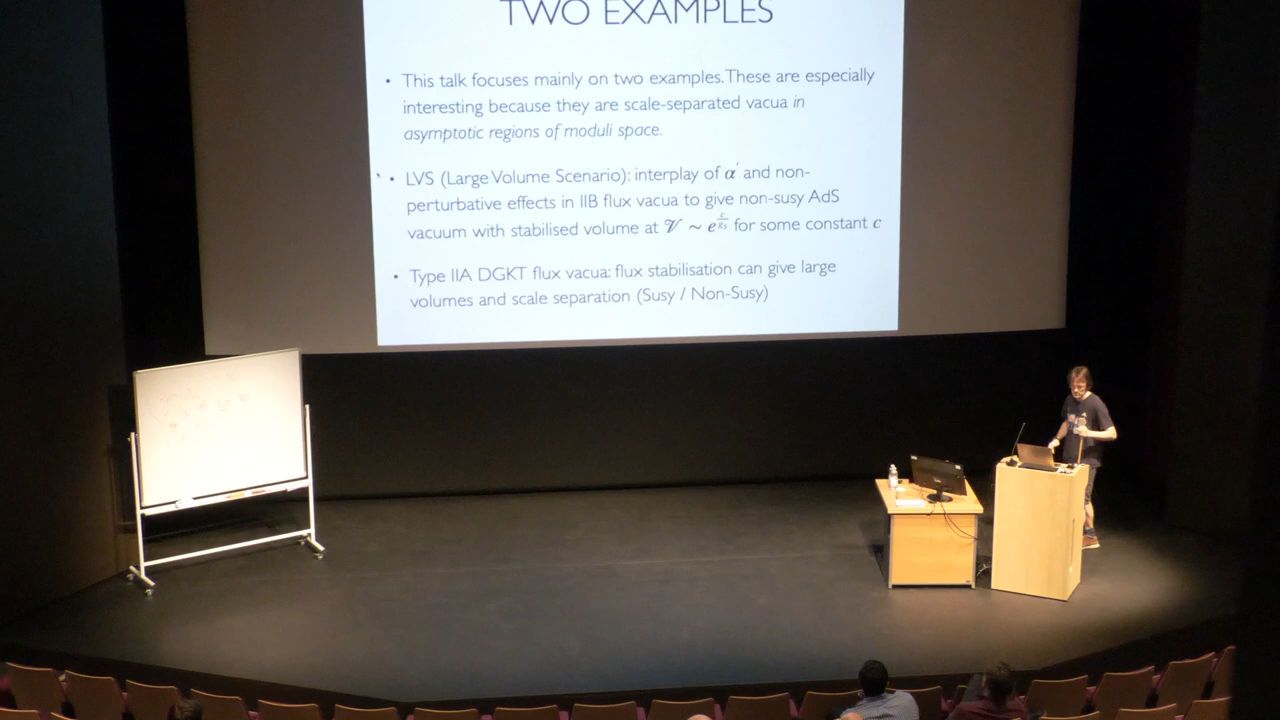 TWO EXAMPLES
• This talk focuses mainly on two examples. These are especially
interesting because they are scale-separated vacua in
asymptotic regions of moduli space.
• LVS (Large Volume Scenario): interplay of α′ and non-
perturbative effects in IIB flux vacua to give non-susy AdS
vacuum with stabilised volume at 𝒱 ~ e^{c/g_s} for some constant c
• Type IIA DGKT flux vacua: flux stabilisation can give large
volumes and scale separation (Susy / Non-Susy)